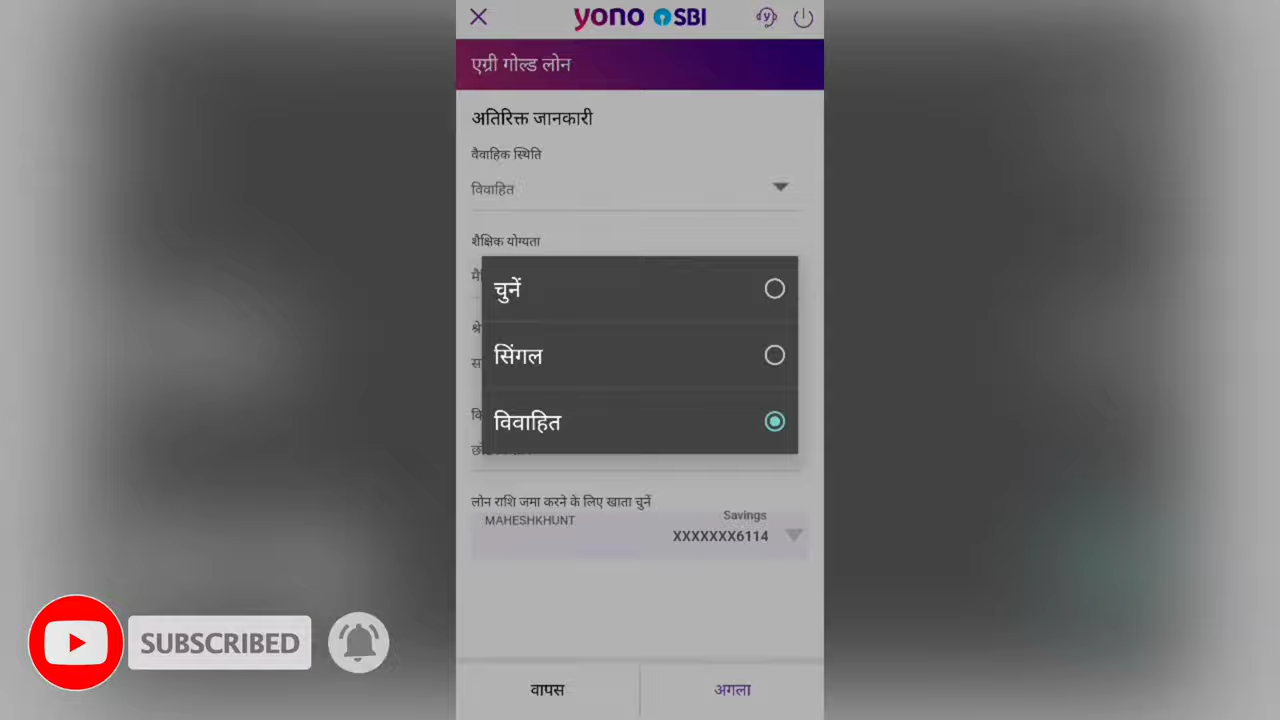 yono SBI
एग्री गोल्ड लोन
अतिरिक्त जानकारी
वैवाहिक स्थिति
विवाहित
शैक्षिक योग्यता
चुनें
सिंगल
विवाहित
लोन राशि जमा करने के लिए खाता चुनें
MAHESHKHUNT
Savings
XXXXXXX6114
वापस
अगला
SUBSCRIBED